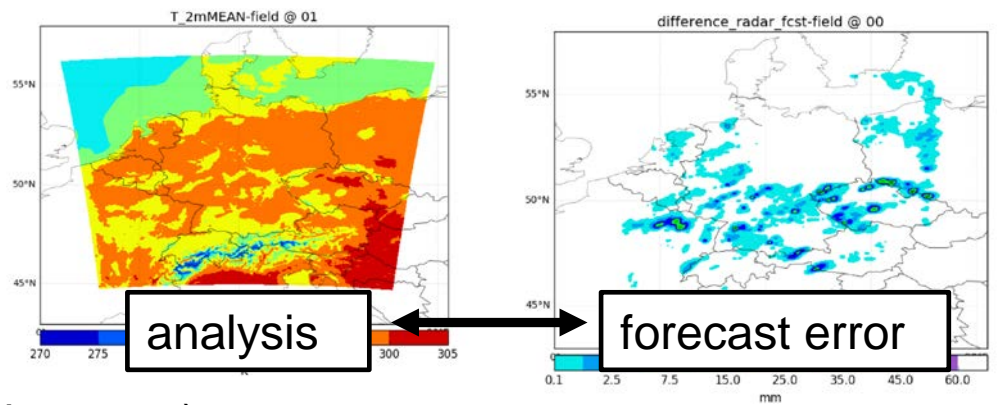 T_2mMEAN-field @ 01
difference_radar_fcst-field @ 00
55°N
50°N
45°N
55°N
50°N
45°N
analysis
forecast error
270 275 300 305
0.1 2.5 7.5 15.0 25.0 35.0 45.0 60.0
mm